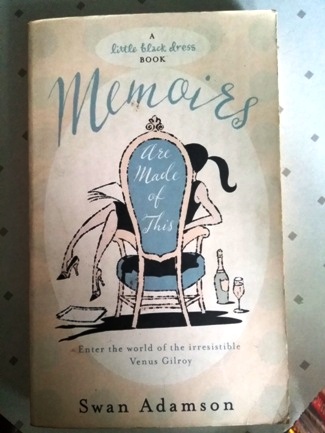 A
little black dress
BOOK
Memoirs
Are
Made
of
This
Enter the world of the irresistible
Venus Gilroy
Swan Adamson